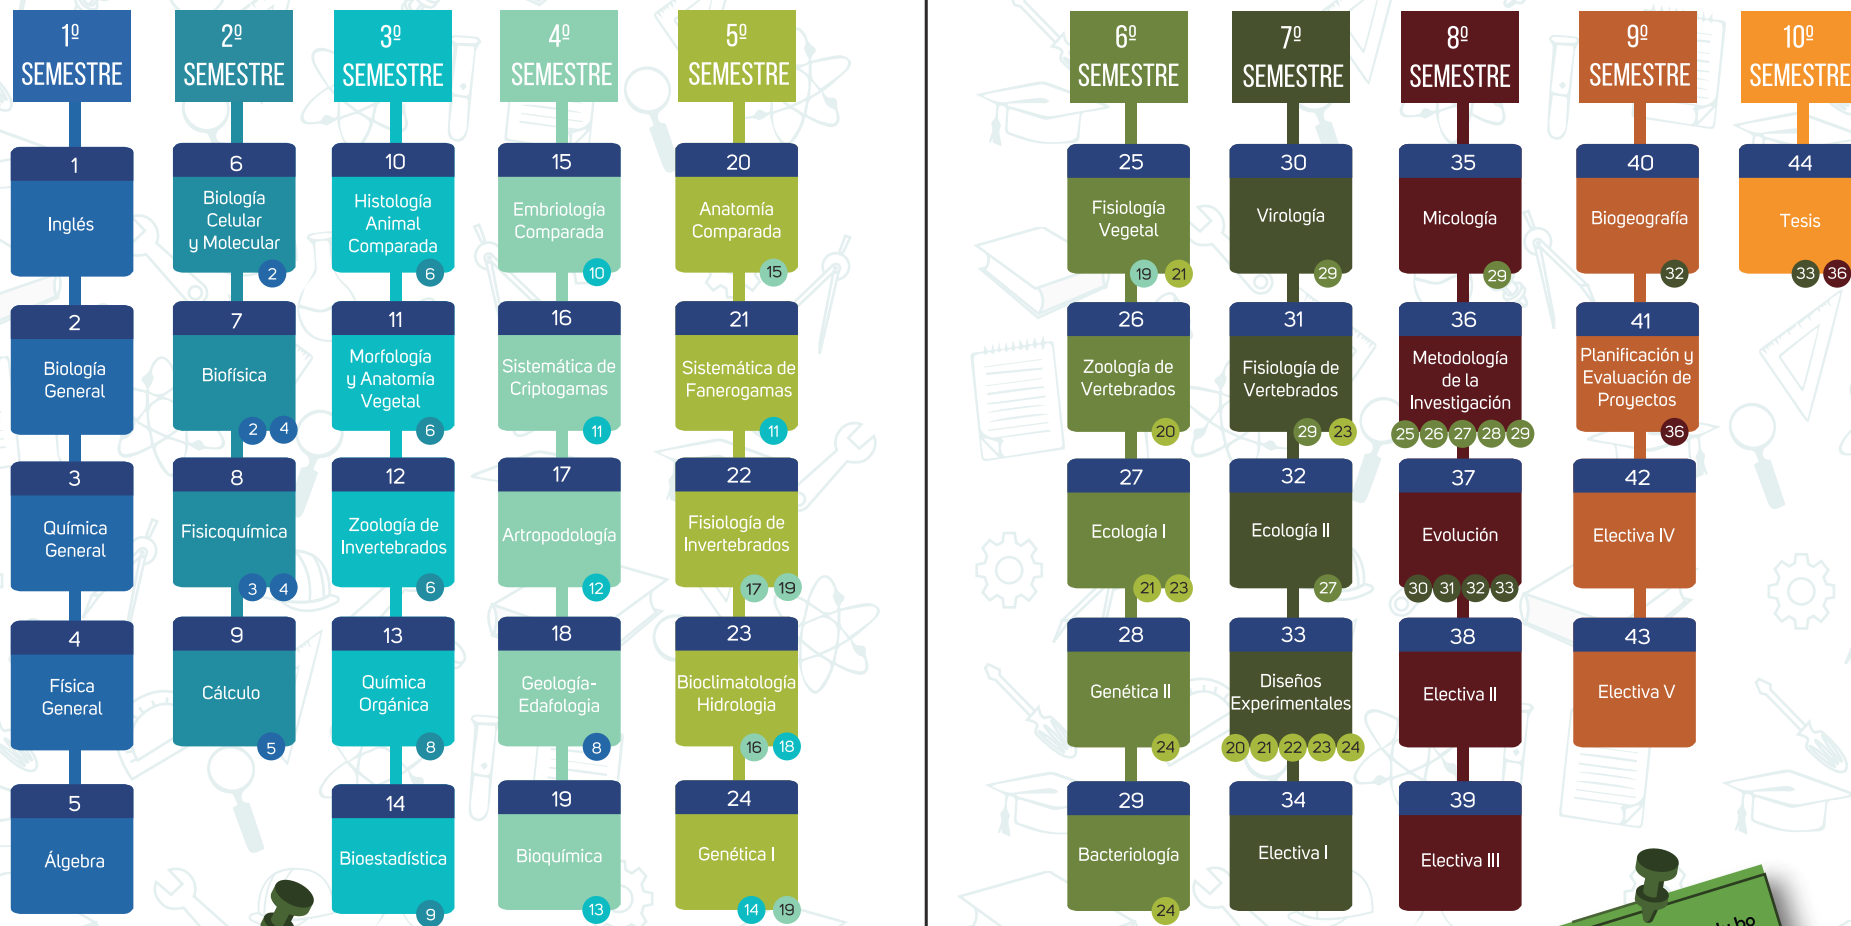 1º
SEMESTRE
1
Inglés
2
Biología
General
3
Química
General
4
Física
General
5
Álgebra
2º
SEMESTRE
6
Biología
Celular
y Molecular
2
7
Biofísica
2 4
8
Fisicoquímica
3 4
9
Cálculo
5
3º
SEMESTRE
10
Histología
Animal
Comparada
6
11
Morfología
y Anatomía
Vegetal
6
12
Zoología de
Invertebrados
6
13
Química
Orgánica
8
14
Bioestadística
9
4º
SEMESTRE
15
Embriología
Comparada
10
16
Sistemática de
Criptogamas
11
17
Artropodología
12
18
Geología-
Edafologia
8
19
Bioquímica
13
5º
SEMESTRE
20
Anatomía
Comparada
15
21
Sistemática de
Fanerogamas
11
22
Fisiología de
Invertebrados
17 19
23
Bioclimatología
Hidrologia
16 18
24
Genética I
14 19
6º
SEMESTRE
25
Fisiología
Vegetal
19 21
26
Zoología de
Vertebrados
20
27
Ecología I
21 23
28
Genética II
24
29
Bacteriología
24
7º
SEMESTRE
30
Virología
29
31
Fisiología de
Vertebrados
29 23
32
Ecología II
27
33
Diseños
Experimentales
20 21 22 23 24
34
Electiva I
8º
SEMESTRE
35
Micología
29
36
Metodología
de la
Investigación
25 26 27 28 29
37
Evolución
30 31 32 33
38
Electiva II
39
Electiva III
9º
SEMESTRE
40
Biogeografía
32
41
Planificación y
Evaluación de
Proyectos
36
42
Electiva IV
43
Electiva V
10º
SEMESTRE
44
Tesis
33 36